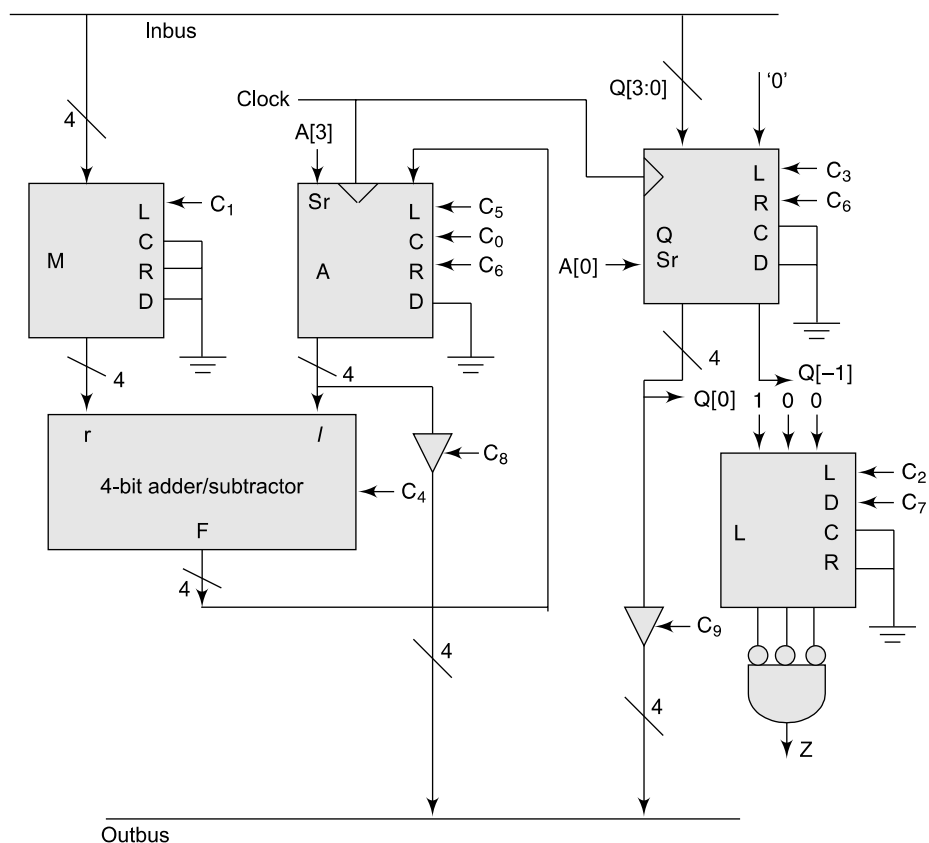 Inbus
Clock
Q[3:0]
'0'
4
A[3]
M
L
C
R
D
C1
Sr
A
L
C
R
D
C5
C0
C6
A[0]
Q
Sr
L
R
C
D
C3
C6
4
4
4
Q[0]
Q[–1]
1 0 0
r
l
4-bit adder/subtractor
F
C4
C8
L
L
D
C
R
C2
C7
4
C9
4
4
Z
Outbus